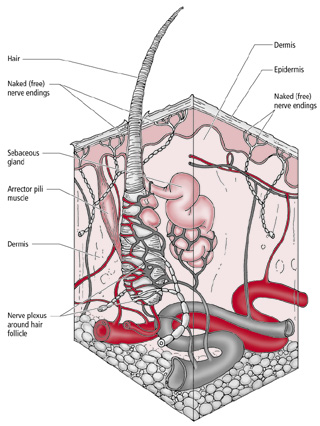 Hair
Naked (free)
nerve endings
Sebaceous
gland
Arrector pili
muscle
Dermis
Nerve plexus
around hair
follicle
Dermis
Epidermis
Naked (free)
nerve endings